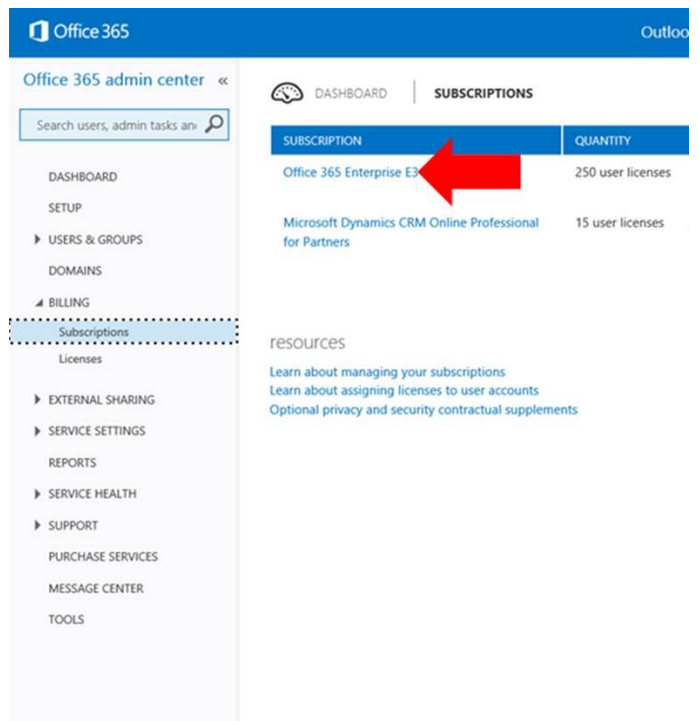 Office 365
Outloo
Office 365 admin center «
Search users, admin tasks an
DASHBOARD
SETUP
USERS & GROUPS
DOMAINS
BILLING
Subscriptions
Licenses
EXTERNAL SHARING
SERVICE SETTINGS
REPORTS
SERVICE HEALTH
SUPPORT
PURCHASE SERVICES
MESSAGE CENTER
TOOLS
DASHBOARD | SUBSCRIPTIONS
SUBSCRIPTION QUANTITY
Office 365 Enterprise E3 250 user licenses
Microsoft Dynamics CRM Online Professional 15 user licenses
for Partners
resources
Learn about managing your subscriptions
Learn about assigning licenses to user accounts
Optional privacy and security contractual supplements